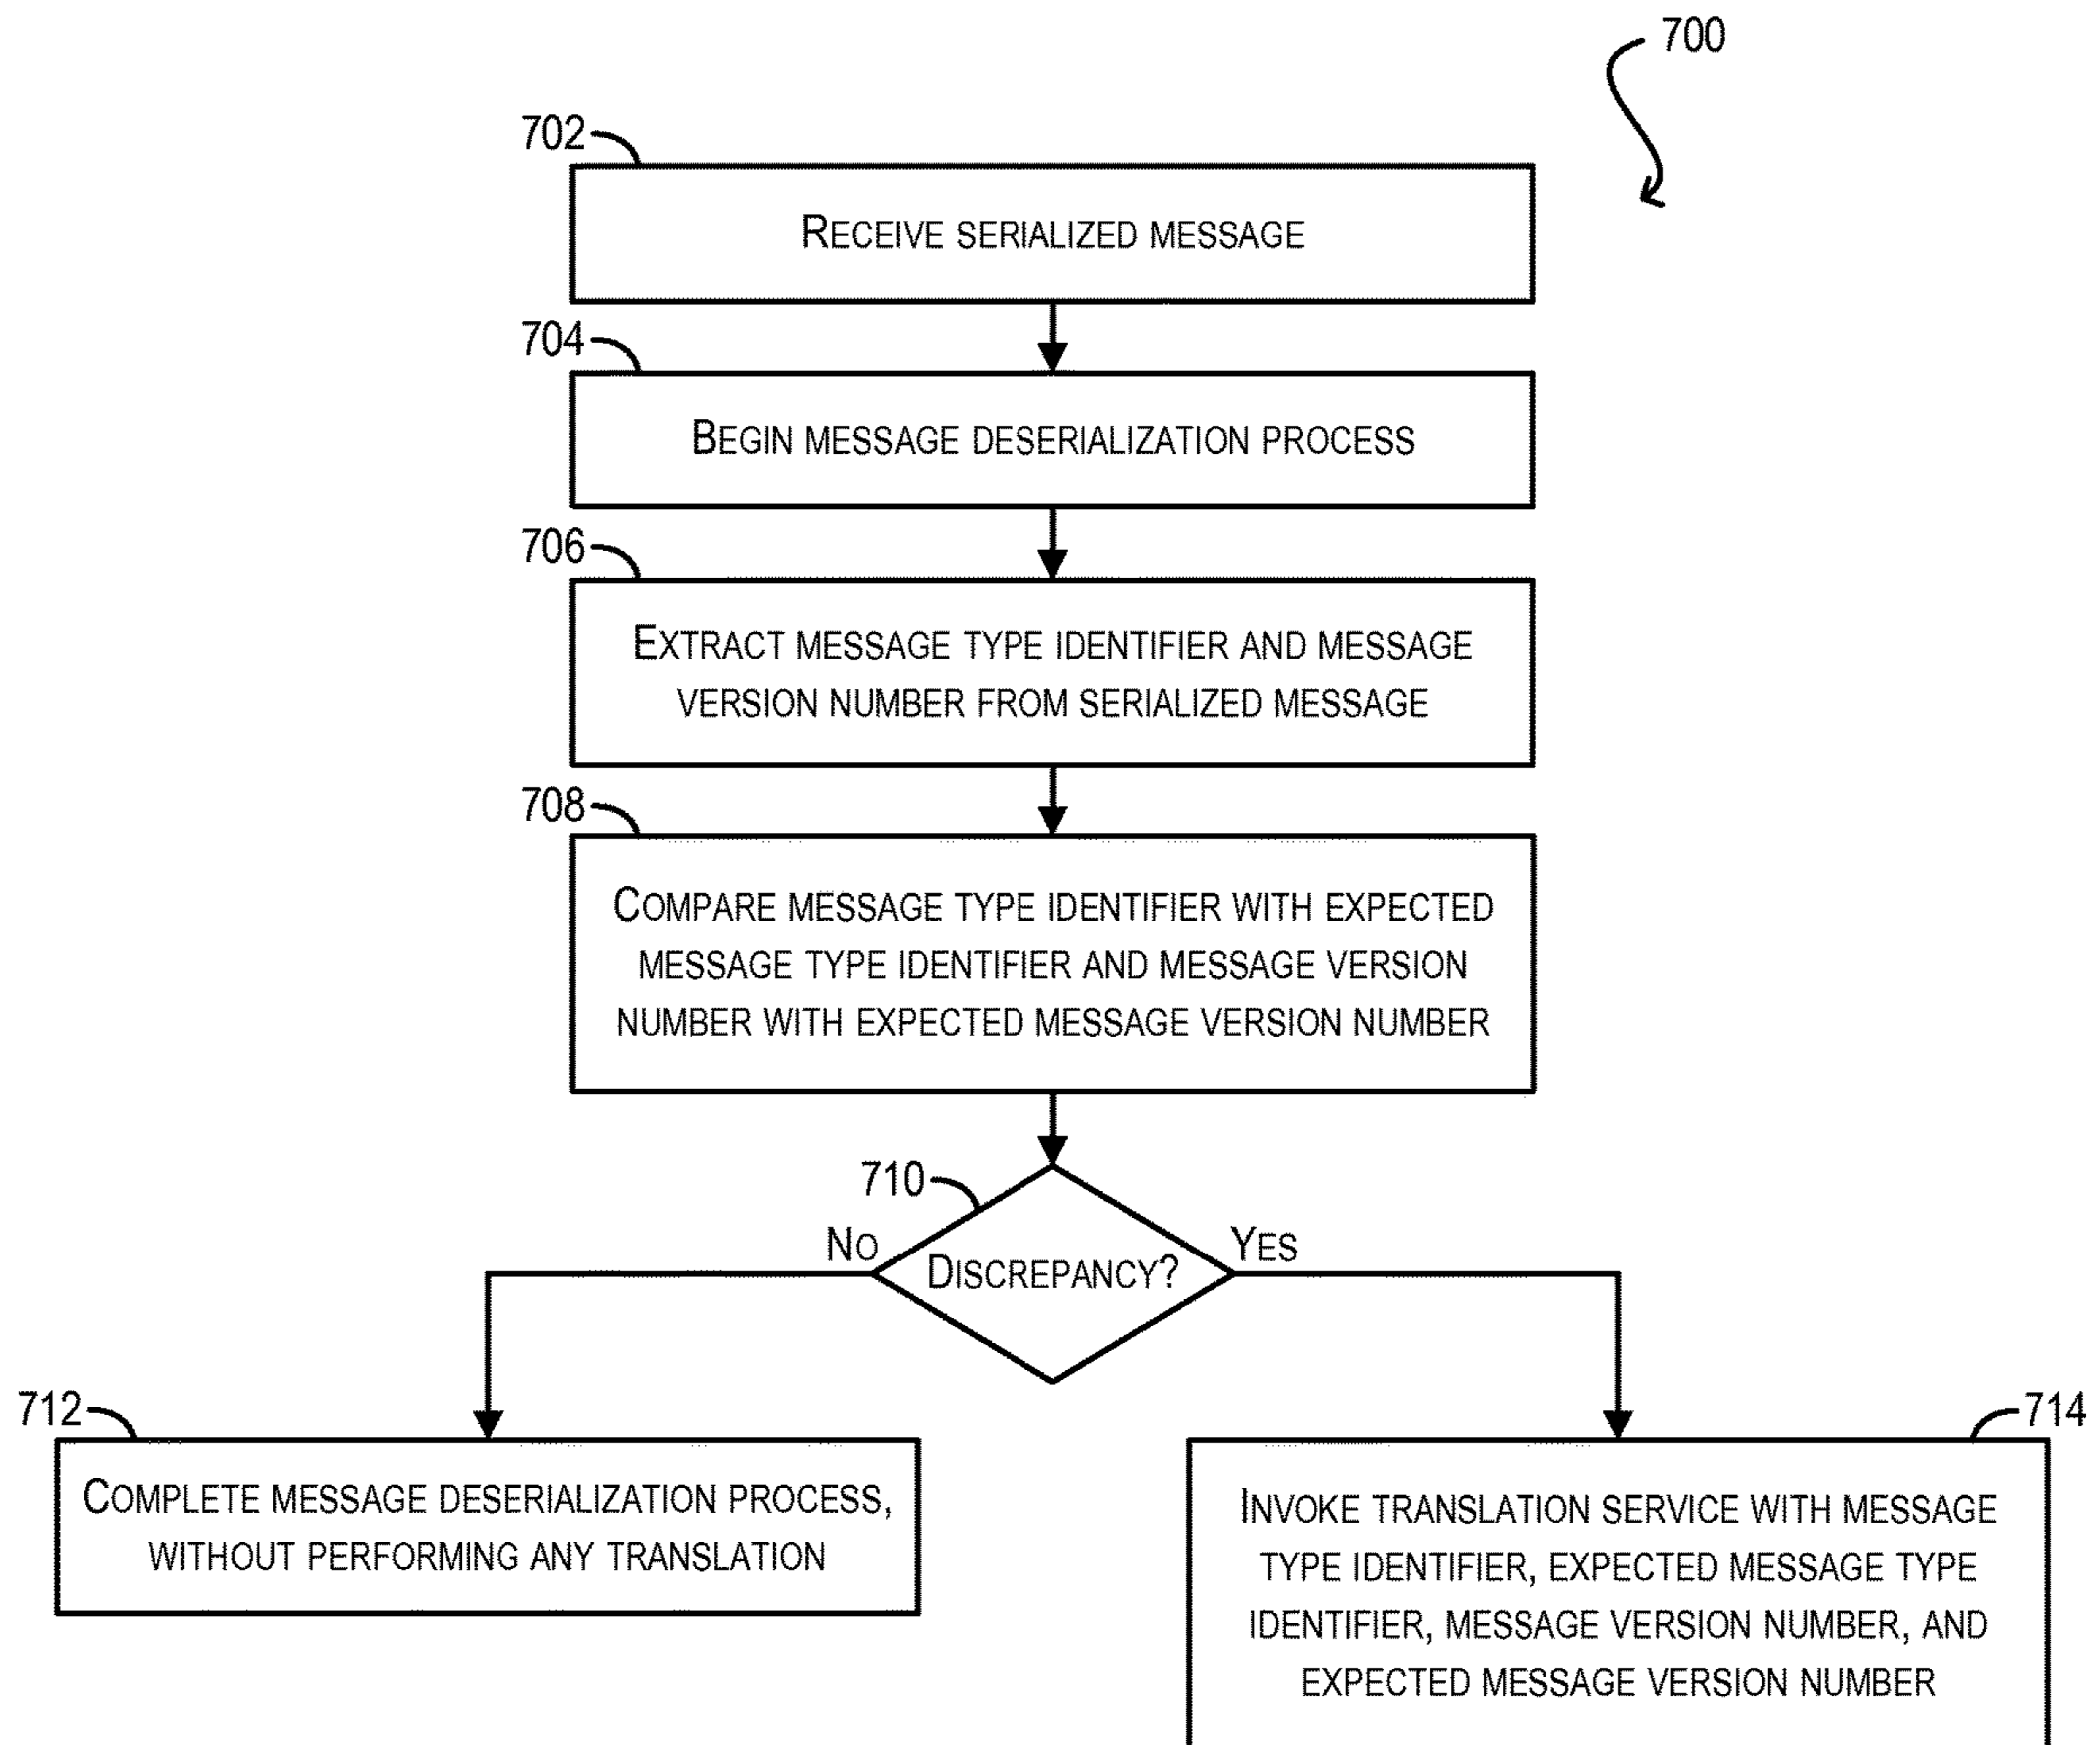 700
702
RECEIVE SERIALIZED MESSAGE
704
BEGIN MESSAGE DESERIALIZATION PROCESS
706
EXTRACT MESSAGE TYPE IDENTIFIER AND MESSAGE
VERSION NUMBER FROM SERIALIZED MESSAGE
708
COMPARE MESSAGE TYPE IDENTIFIER WITH EXPECTED
MESSAGE TYPE IDENTIFIER AND MESSAGE VERSION
NUMBER WITH EXPECTED MESSAGE VERSION NUMBER
710
NO
DISCREPANCY?
YES
712
COMPLETE MESSAGE DESERIALIZATION PROCESS,
WITHOUT PERFORMING ANY TRANSLATION
714
INVOKE TRANSLATION SERVICE WITH MESSAGE
TYPE IDENTIFIER, EXPECTED MESSAGE TYPE
IDENTIFIER, MESSAGE VERSION NUMBER, AND
EXPECTED MESSAGE VERSION NUMBER